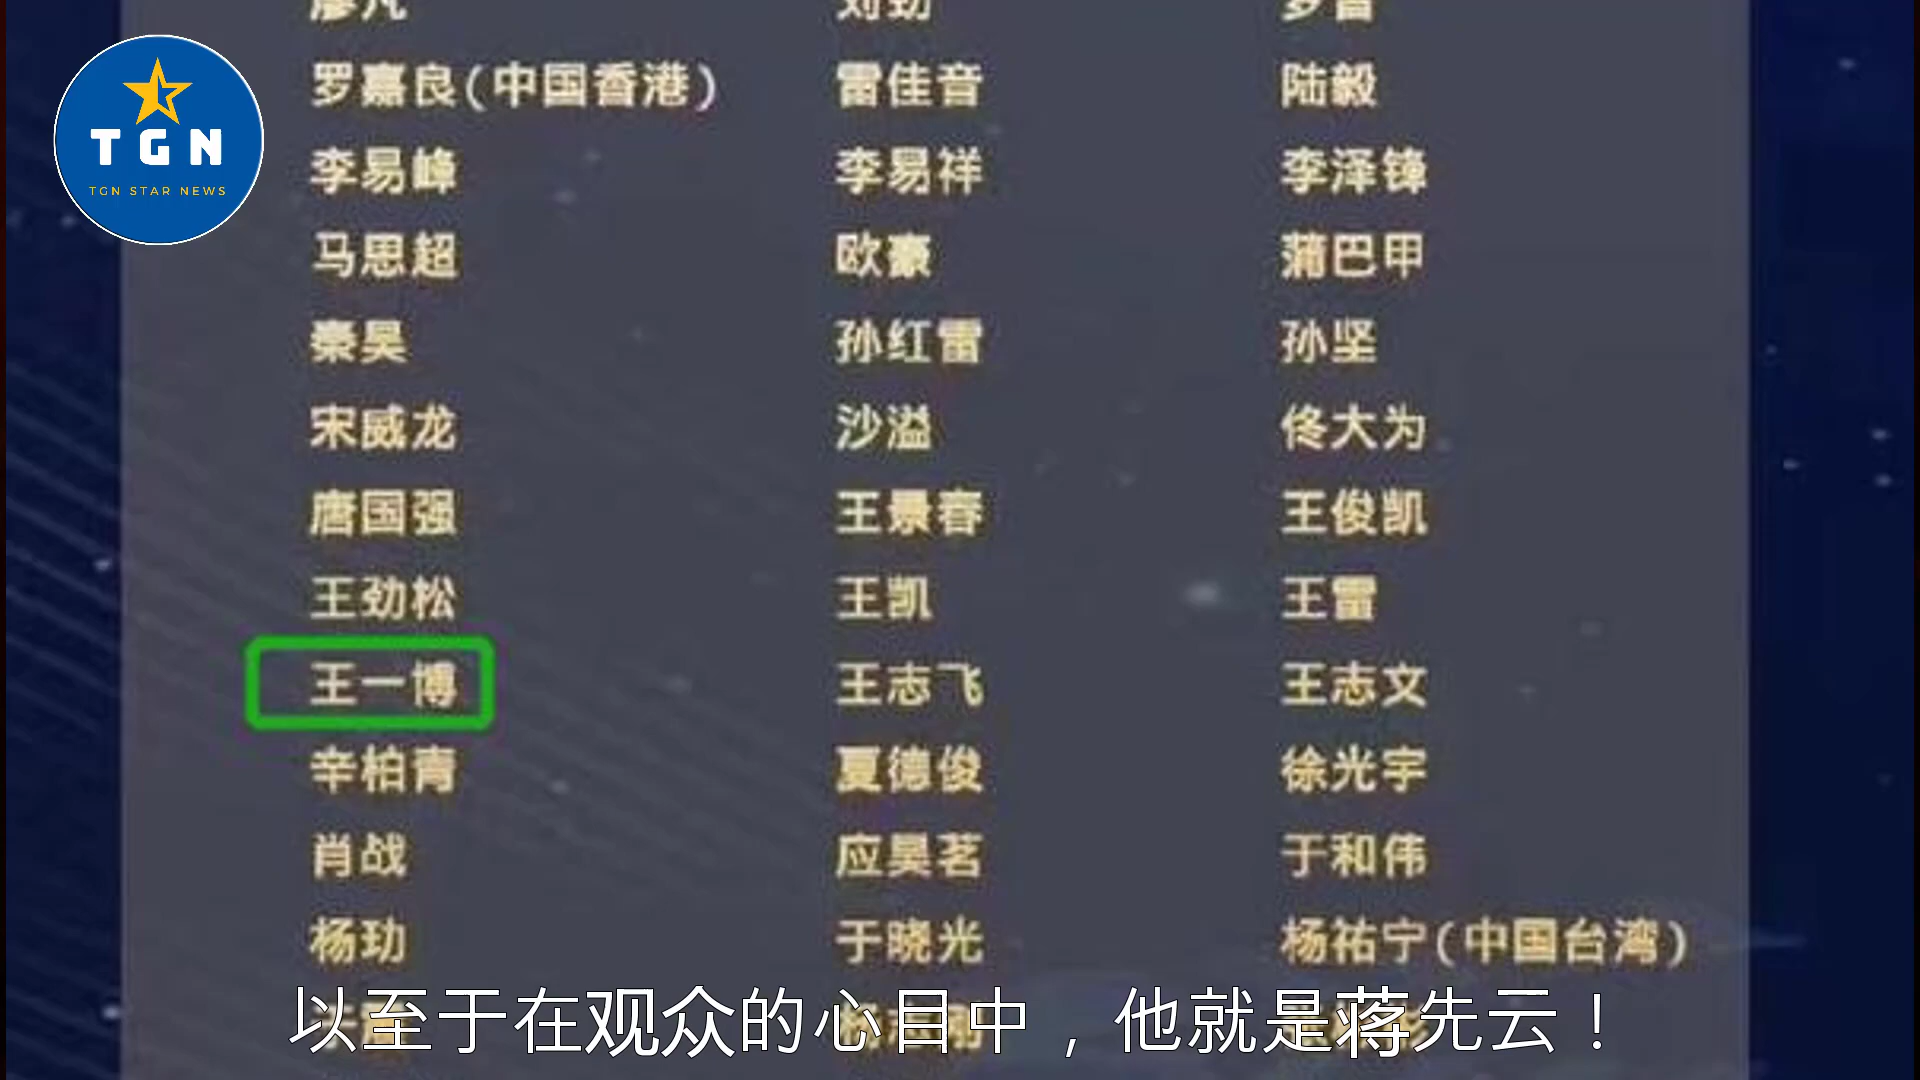 罗嘉良(中国香港) 雷佳音 陆毅
TGN
TGN STAR NEWS
李易峰 李易祥 李泽锋
马思超 欧豪 蒲巴甲
秦昊 孙红雷 孙坚
宋威龙 沙溢 佟大为
唐国强 王景春 王俊凯
王劲松 王凯 王雷
王一博 王志飞 王志文
辛柏青 夏德俊 徐光宇
肖战 应昊茗 于和伟
杨玏 于晓光 杨祐宁(中国台湾)
以至于在观众的心目中，他就是蒋先云！